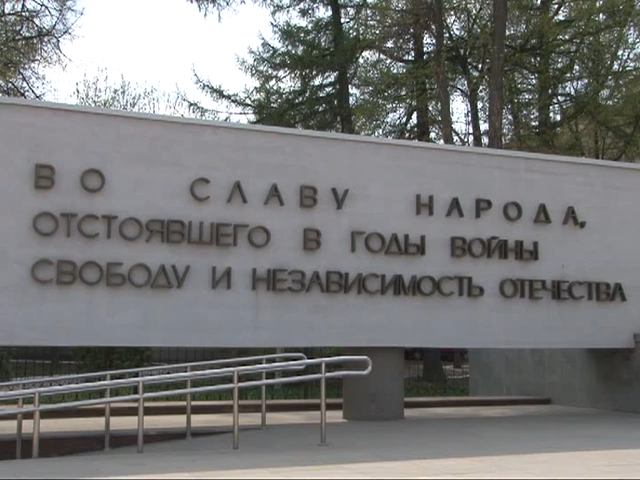 ВО СЛАВУ НАРОДА,
ОТСТОЯВШЕГО В ГОДЫ ВОЙНЫ
СВОБОДУ И НЕЗАВИСИМОСТЬ ОТЕЧЕСТВА